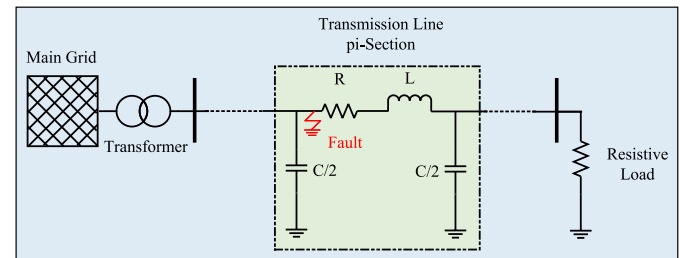 Transmission Line
pi-Section
Main Grid
R
L
Transformer
Fault
C/2
C/2
Resistive
Load